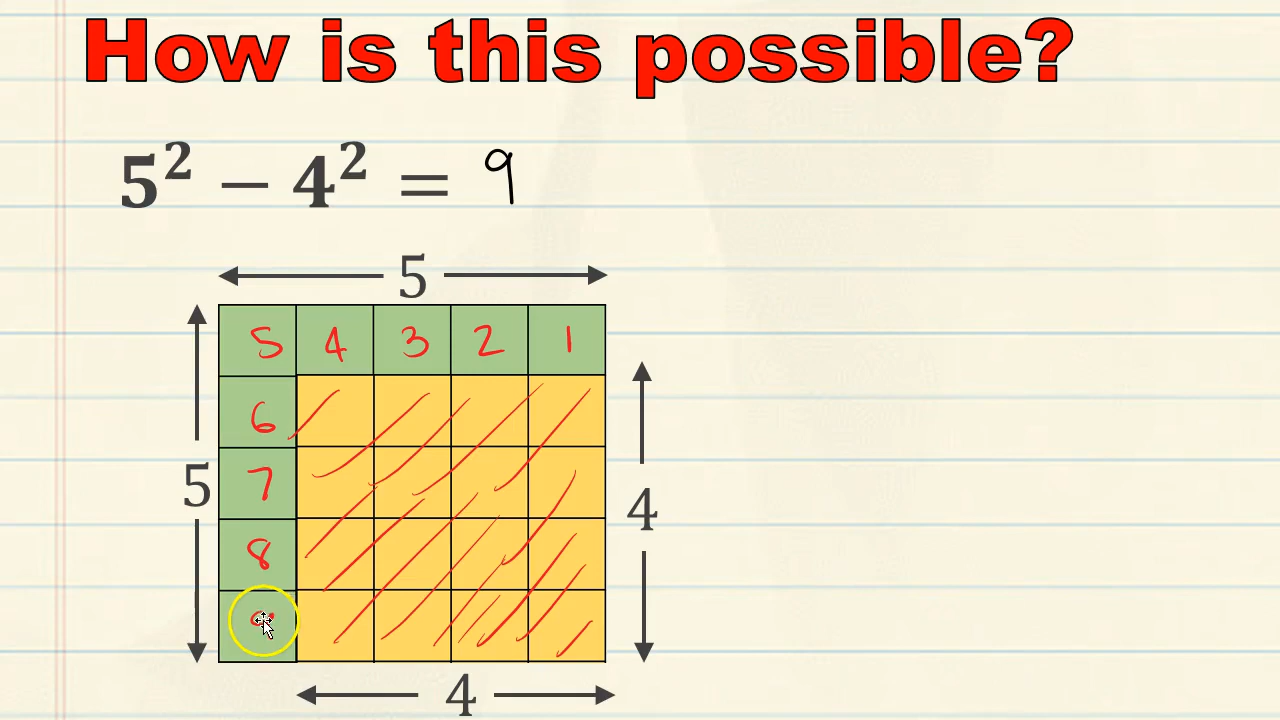 How is this possible?
5² − 4² = 9
5
5 4 3 2 1
6
7
5
8
4
4